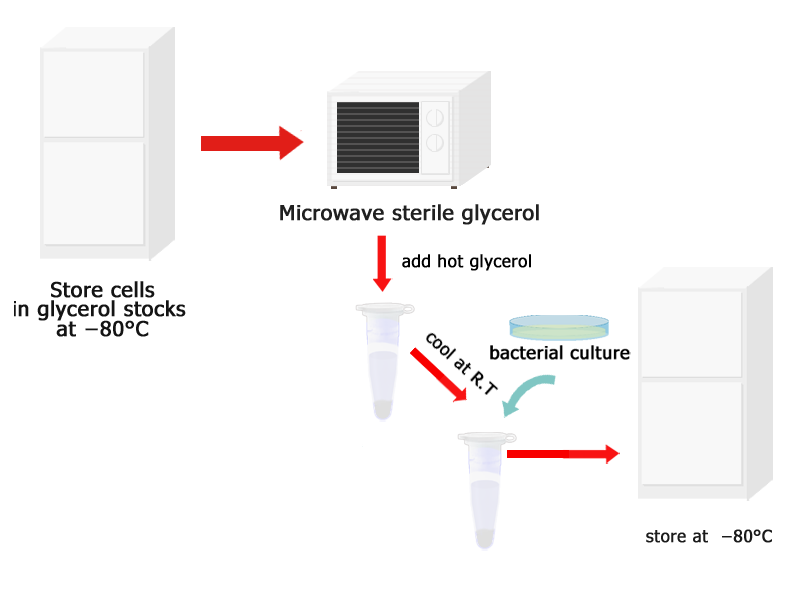 Microwave sterile glycerol
add hot glycerol
Store cells
in glycerol stocks
at −80°C
cool at R.T
bacterial culture
store at −80°C